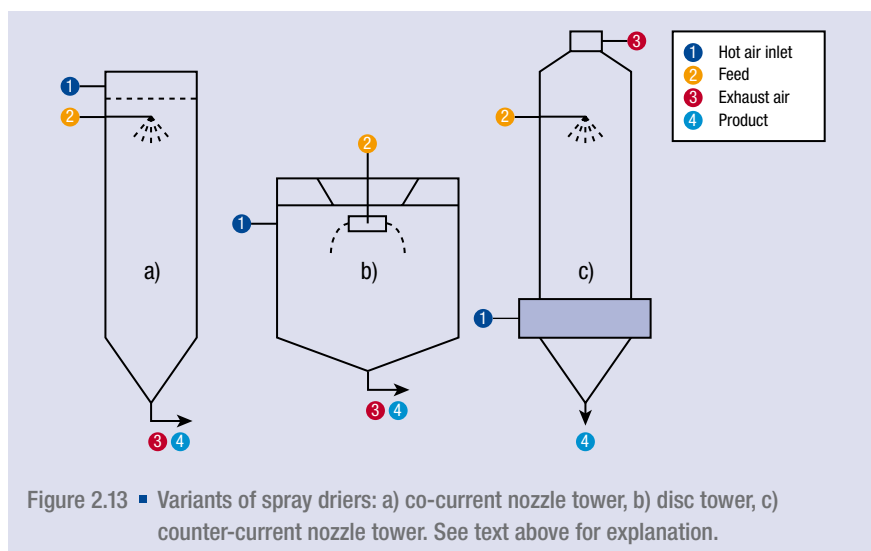 3
1
2
a)
3 4
2
1
b)
3 4
2
c)
1
4
1 Hot air inlet
2 Feed
3 Exhaust air
4 Product
Figure 2.13 ▪ Variants of spray driers: a) co-current nozzle tower, b) disc tower, c)
counter-current nozzle tower. See text above for explanation.